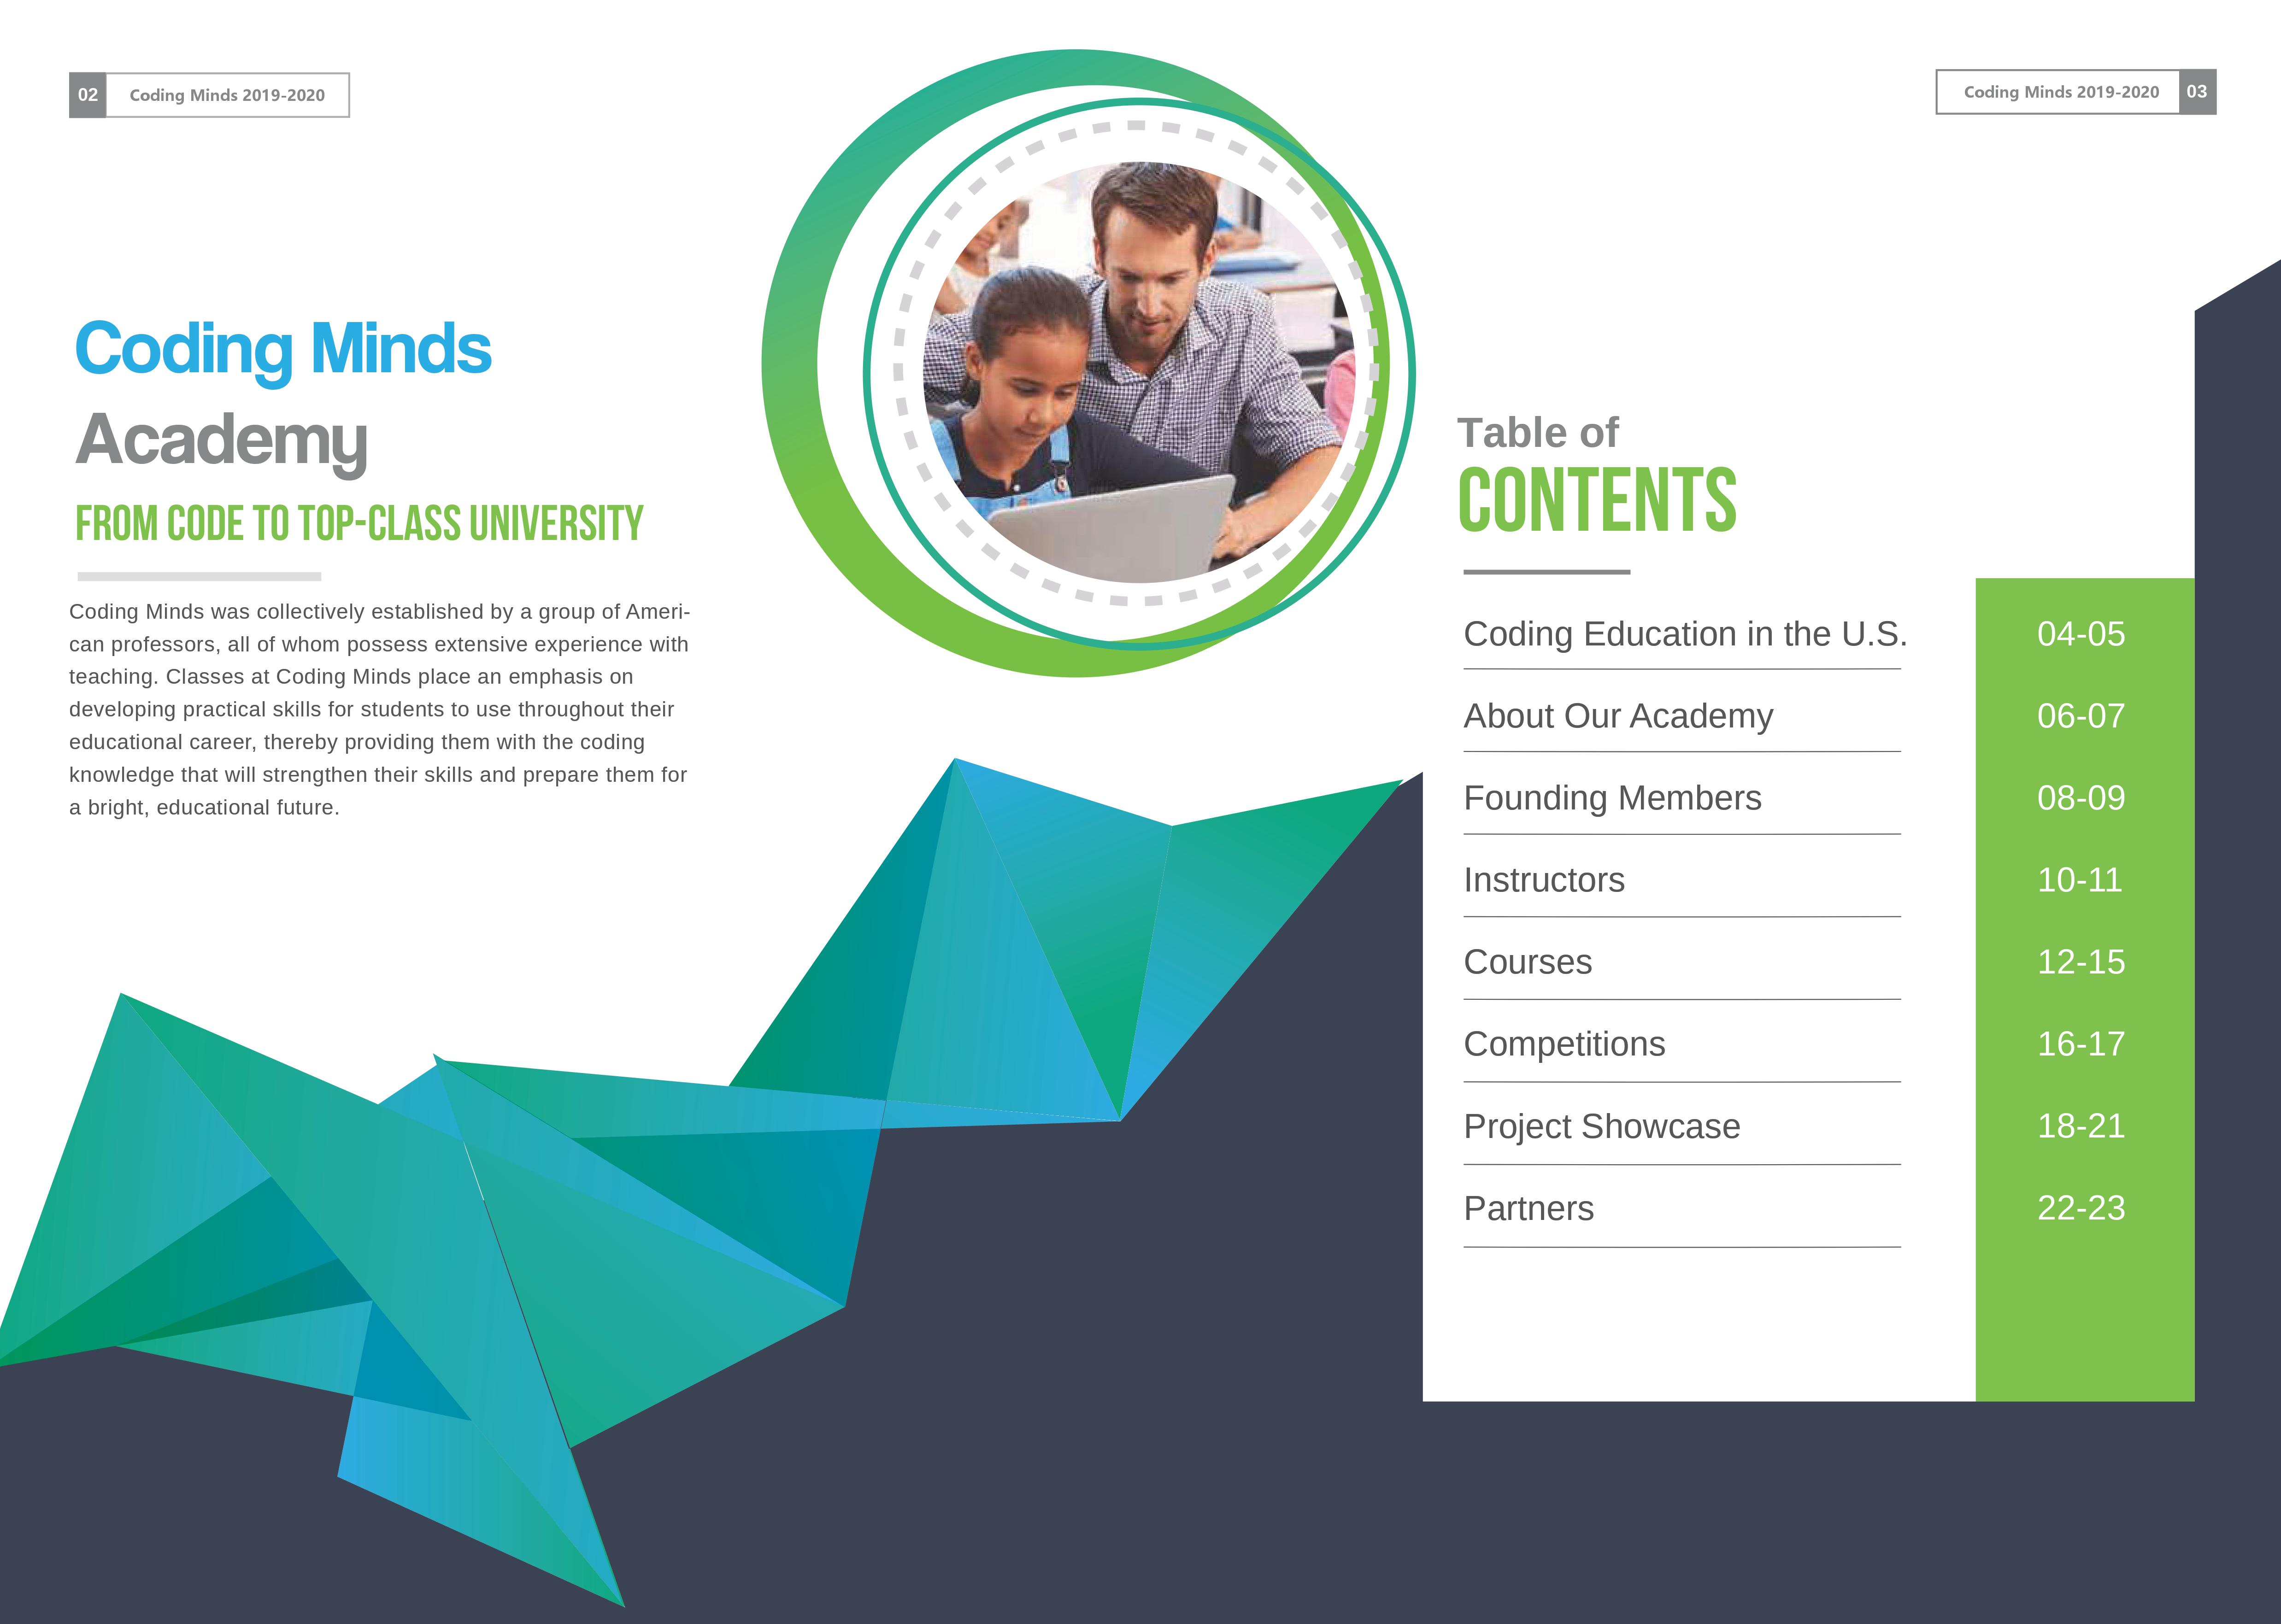 02 Coding Minds 2019-2020
Coding Minds
Academy
FROM CODE TO TOP-CLASS UNIVERSITY
Coding Minds was collectively established by a group of Ameri-
can professors, all of whom possess extensive experience with
teaching. Classes at Coding Minds place an emphasis on
developing practical skills for students to use throughout their
educational career, thereby providing them with the coding
knowledge that will strengthen their skills and prepare them for
a bright, educational future.
Coding Minds 2019-2020 03
Table of
CONTENTS
Coding Education in the U.S. 04-05
About Our Academy 06-07
Founding Members 08-09
Instructors 10-11
Courses 12-15
Competitions 16-17
Project Showcase 18-21
Partners 22-23